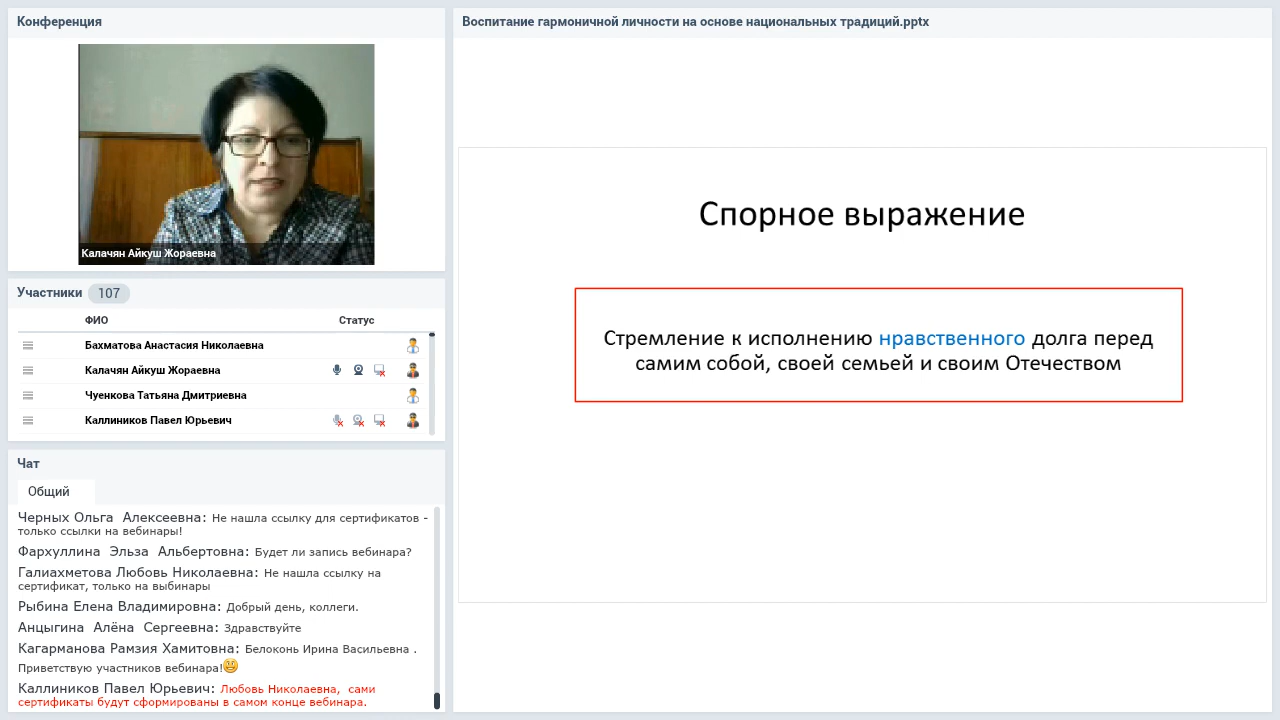 Конференция
Калачян Айкуш Жораевна
Участники 107
ФИО Статус
Бахматова Анастасия Николаевна
Калачян Айкуш Жораевна
Чуенкова Татьяна Дмитриевна
Каллиников Павел Юрьевич
Чат
Общий
Черных Ольга Алексеевна: Не нашла ссылку для сертификатов -
только ссылки на вебинары!
Фархуллина Эльза Альбертовна: Будет ли запись вебинара?
Галиахметова Любовь Николаевна: Не нашла ссылку на
сертификат, только на выбинары
Рыбина Елена Владимировна: Добрый день, коллеги.
Анцыгина Алёна Сергеевна: Здравствуйте
Кагарманова Рамзия Хамитовна: Белоконь Ирина Васильевна .
Приветствую участников вебинара!
Каллиников Павел Юрьевич: Любовь Николаевна, сами
сертификаты будут сформированы в самом конце вебинара.
Воспитание гармоничной личности на основе национальных традиций.pptx
Спорное выражение
Стремление к исполнению нравственного долга перед
самим собой, своей семьей и своим Отечеством